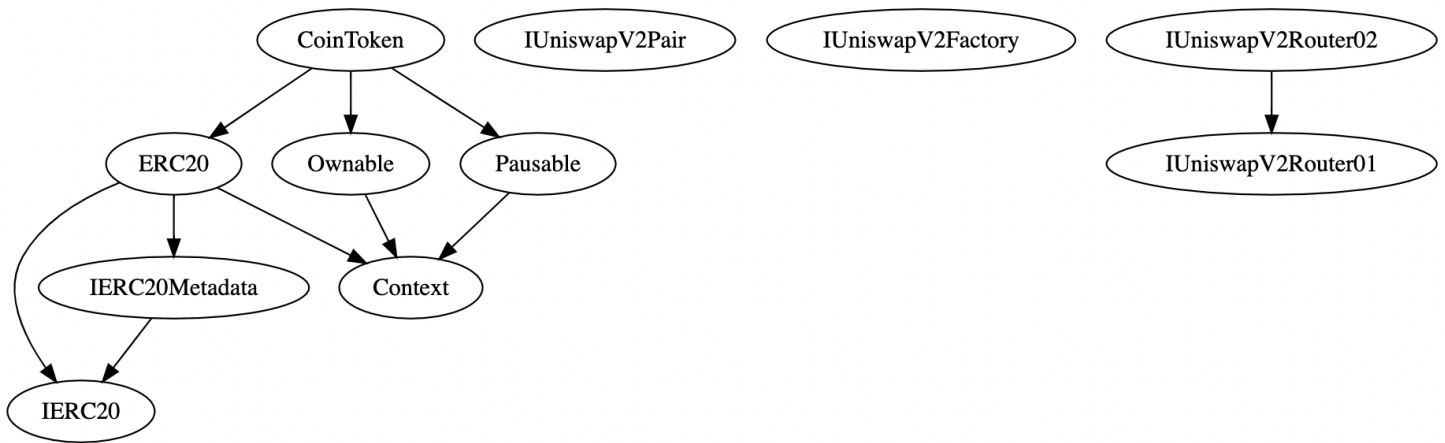 CoinToken
IUniswapV2Pair
IUniswapV2Factory
IUniswapV2Router02
ERC20
Ownable
Pausable
IUniswapV2Router01
IERC20Metadata
Context
IERC20